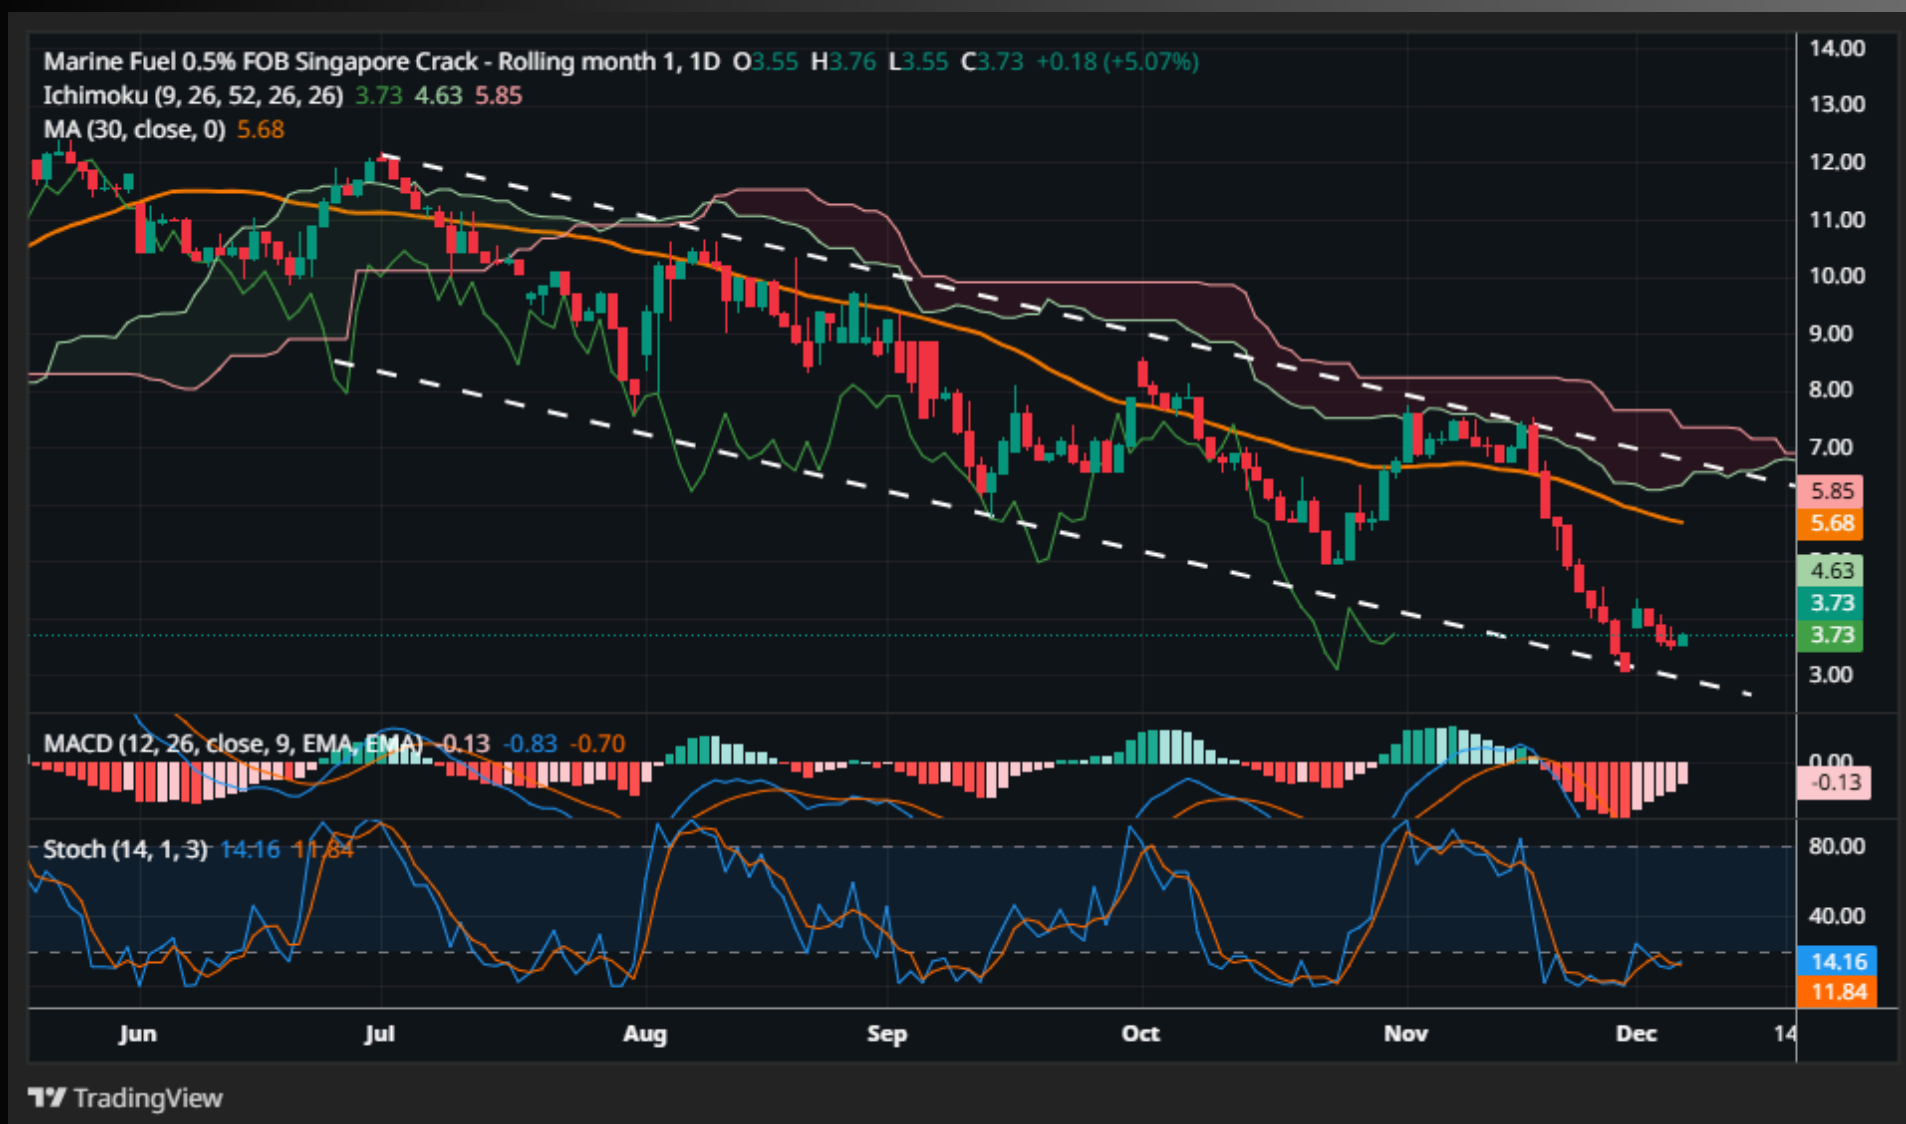 Marine Fuel 0.5% FOB Singapore Crack - Rolling month 1, 1D O3.55 H3.76 L3.55 C3.73 +0.18 (+5.07%)
Ichimoku (9, 26, 52, 26, 26) 3.73 4.63 5.85
MA (30, close, 0) 5.68
14.00
13.00
12.00
11.00
10.00
9.00
8.00
7.00
5.85
5.68
4.63
3.73
3.73
3.00
MACD (12, 26, close, 9, EMA, EMA) -0.13 -0.83 -0.70
0.00
-0.13
Stoch (14, 1, 3) 14.16 11.84
80.00
40.00
14.16
11.84
Jun Jul Aug Sep Oct Nov Dec 14
TradingView